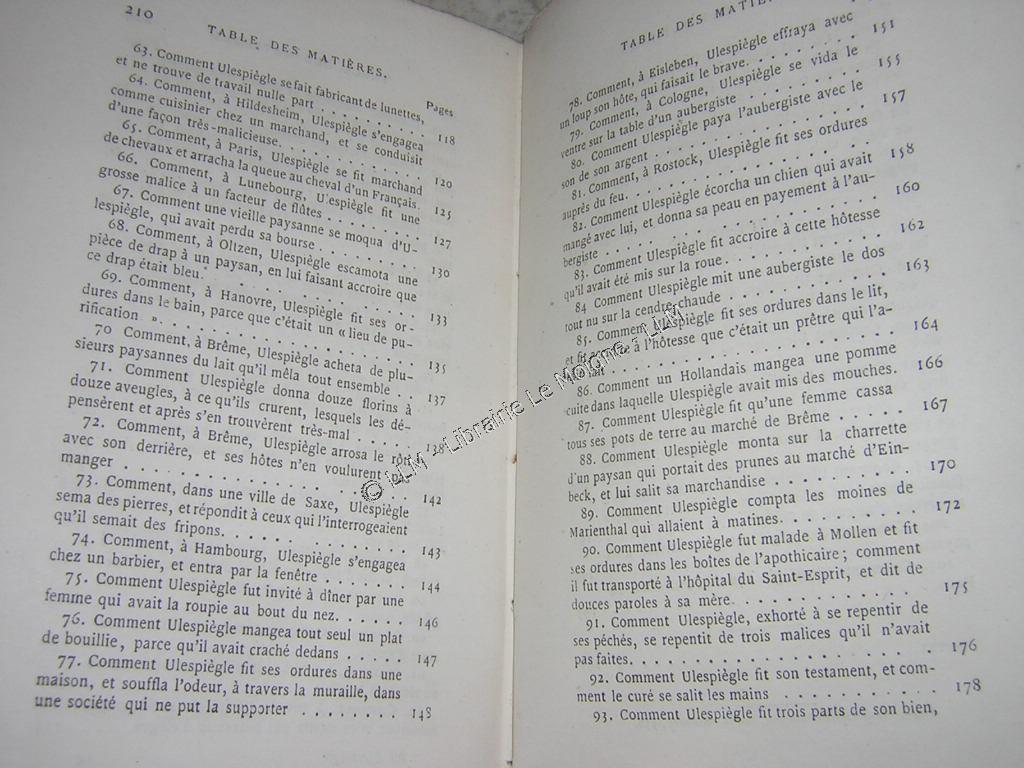 210
TABLE DES MATIÈRES.
Pages
63. Comment Ulespiègle se fait fabricant de lunettes,
et ne trouve de travail nulle part . . . . . . . . 118
64. Comment, à Hildesheim, Ulespiègle s'engagea
comme cuisinier chez un marchand, et se conduisit
d'une façon très-malicieuse. . . . . . . . . . . 120
65. Comment, à Paris, Ulespiègle se fit marchand
de chevaux et arracha la queue au cheval d'un Français. 125
66. Comment, à Lunebourg, Ulespiègle fit une
grosse malice à un facteur de flûtes . . . . . . . 127
67. Comment une vieille paysanne se moqua d'U-
lespiègle, qui avait perdu sa bourse . . . . . . . 130
68. Comment, à Oltzen, Ulespiègle escamota une
pièce de drap à un paysan, en lui faisant accroire que
ce drap était bleu. . . . . . . . . . . . . 133
69. Comment, à Hanovre, Ulespiègle fit ses or-
dures dans le bain, parce que c'était un « lieu de pu-
rification ». . . . . . . . . . . . . . . 135
70 Comment, à Brême, Ulespiègle acheta de plu-
sieurs paysannes du lait qu'il mêla tout ensemble . . 137
71. Comment Ulespiègle donna douze florins à
douze aveugles, à ce qu'ils crurent, lesquels les dé-
pensèrent et après s'en trouvèrent très-mal . . . . 138
72. Comment, à Brême, Ulespiègle arrosa le rôti
avec son derrière, et ses hôtes n'en voulurent pas
manger . . . . . . . . . . . . . . . . 142
73. Comment, dans une ville de Saxe, Ulespiègle
sema des pierres, et répondit à ceux qui l'interrogeaient
qu'il semait des fripons. . . . . . . . . . . . 143
74. Comment, à Hambourg, Ulespiègle s'engagea
chez un barbier, et entra par la fenêtre . . . . . . 144
75. Comment Ulespiègle fut invité à dîner par une
femme qui avait la roupie au bout du nez. . . . . . 146
76. Comment Ulespiègle mangea tout seul un plat
de bouillie, parce qu'il avait craché dedans . . . . . 147
77. Comment Ulespiègle fit ses ordures dans une
maison, et souffla l'odeur, à travers la muraille, dans
une société qui ne put la supporter . . . . . . . . 148
TABLE DES MATIÈ
78. Comment, à Eisleben, Ulespiègle effraya avec
un loup son hôte, qui faisait le brave. . . . . . . . 151
79. Comment, à Cologne, Ulespiègle se vida le
ventre sur la table d'un aubergiste . . . . . . . . 155
80. Comment Ulespiègle paya l'aubergiste avec le
son de son argent . . . . . . . . . . . . . . 157
81. Comment, à Rostock, Ulespiègle fit ses ordures
auprès du feu. . . . . . . . . . . . . . . . 158
82. Comment Ulespiègle écorcha un chien qui avait
mangé avec lui, et donna sa peau en payement à l'au-
bergiste . . . . . . . . . . . . . . . . . 160
83. Comment Ulespiègle fit accroire à cette hôtesse
qu'il avait été mis sur la roue. . . . . . . . . . . 162
84 Comment Ulespiègle mit une aubergiste le dos
tout nu sur la cendre chaude . . . . . . . . . . 163
85. Comment Ulespiègle fit ses ordures dans le lit,
et fit accroire à l'hôtesse que c'était un prêtre qui l'a-
vait fait . . . . . . . . . . . . . . . . . 164
86. Comment un Hollandais mangea une pomme
cuite dans laquelle Ulespiègle avait mis des mouches. 166
87. Comment Ulespiègle fit qu'une femme cassa
tous ses pots de terre au marché de Brême . . . . . 167
88. Comment Ulespiègle monta sur la charrette
d'un paysan qui portait des prunes au marché d'Ein-
beck, et lui salit sa marchandise . . . . . . . . . 170
89. Comment Ulespiègle compta les moines de
Marienthal qui allaient à matines. . . . . . . . . . 172
90. Comment Ulespiègle fut malade à Mollen et fit
ses ordures dans les boîtes de l'apothicaire ; comment
il fut transporté à l'hôpital du Saint-Esprit, et dit de
douces paroles à sa mère. . . . . . . . . . . . 175
91. Comment Ulespiègle, exhorté à se repentir de
ses péchés, se repentit de trois malices qu'il n'avait
pas faites. . . . . . . . . . . . . . . . . 176
92. Comment Ulespiègle fit son testament, et com-
ment le curé se salit les mains . . . . . . . . . . 178
93. Comment Ulespiègle fit trois parts de son bien,
© LLM - Librairie Le Moigne - LLM